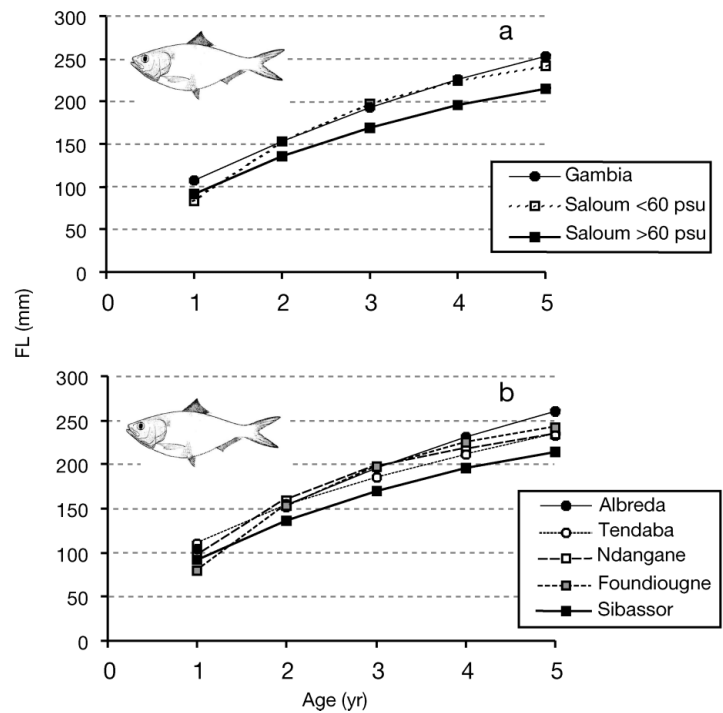 300
250
200
150
100
50
0
a
Gambia
Saloum <60 psu
Saloum >60 psu
0 1 2 3 4 5
FL (mm)
300
250
200
150
100
50
0
b
Albreda
Tendaba
Ndangane
Foundiougne
Sibassor
0 1 2 3 4 5
Age (yr)